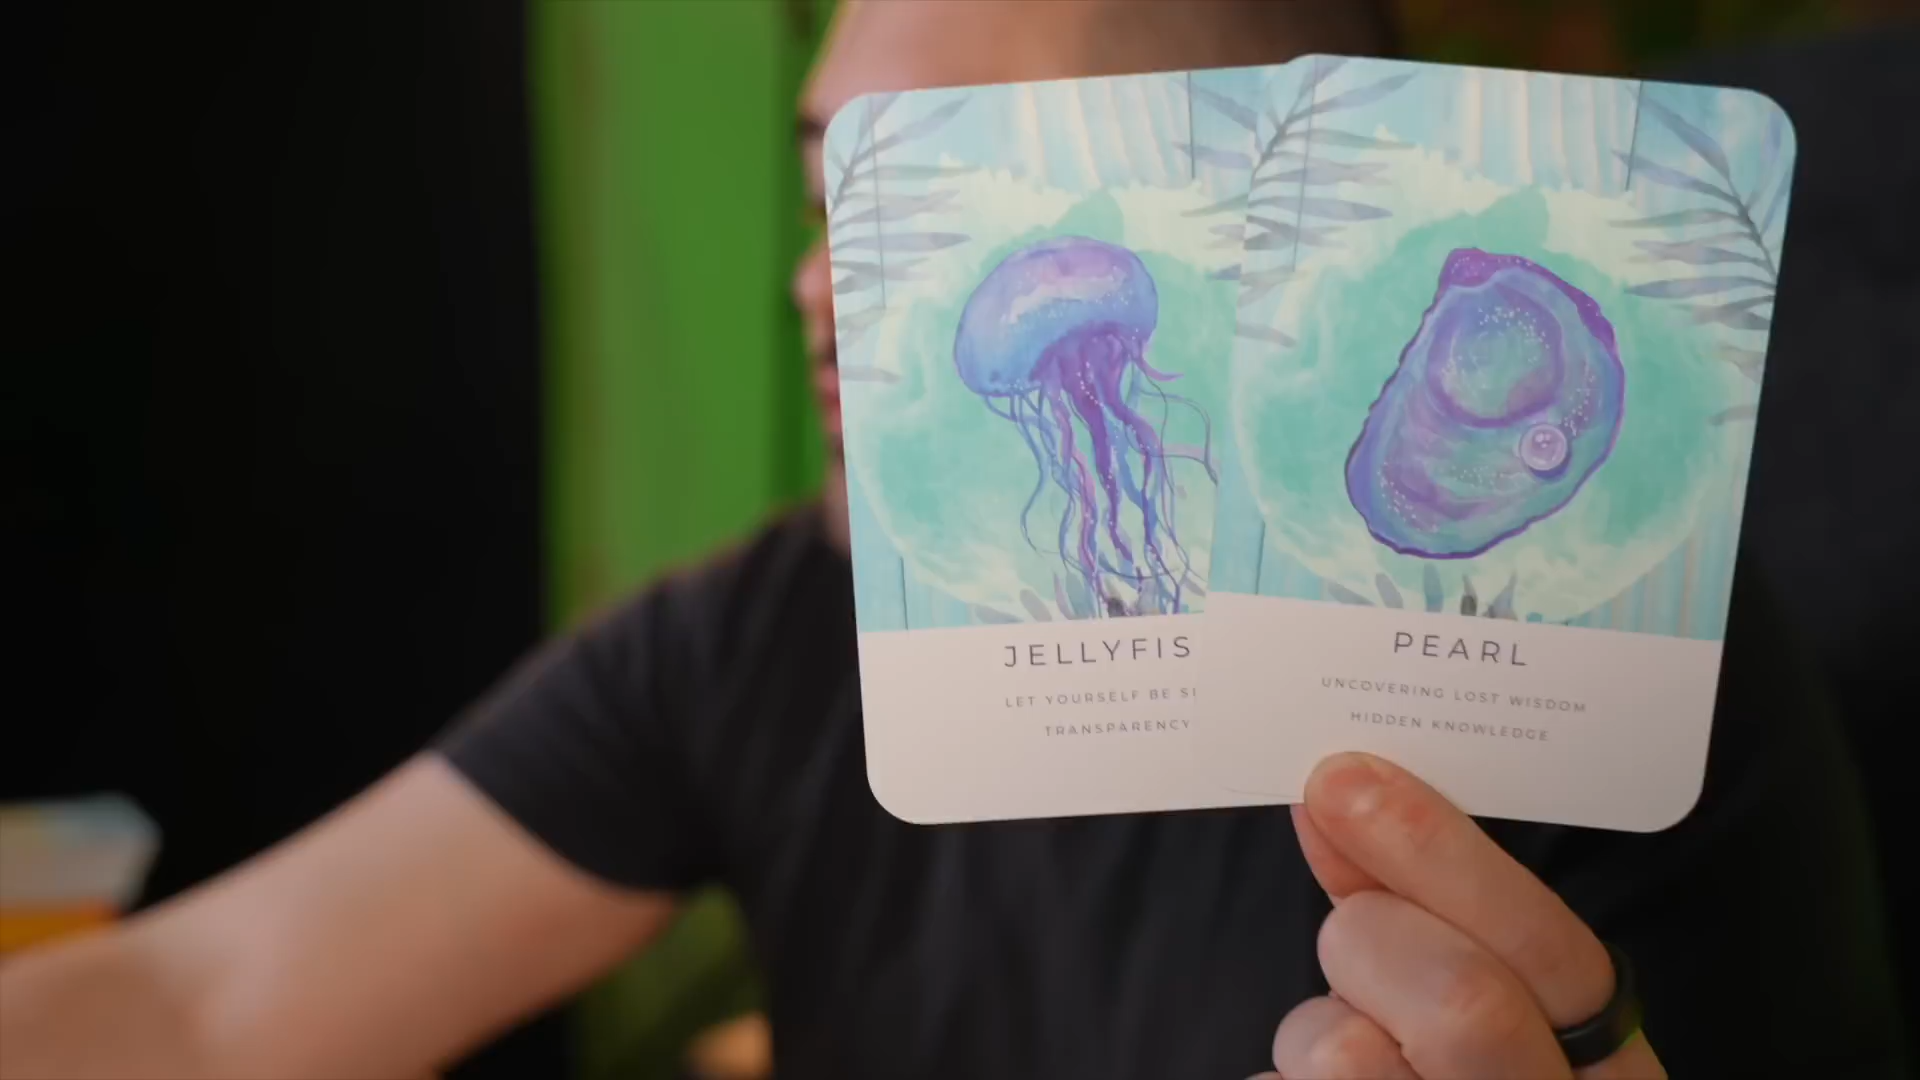 JELLYFIS
LET YOURSELF BE
TRANSPARENCY
PEARL
UNCOVERING LOST WISDOM
HIDDEN KNOWLEDGE